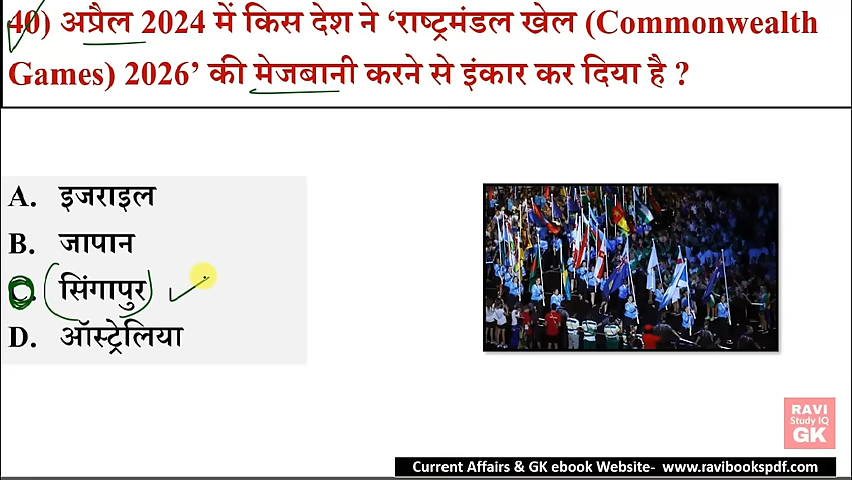 40) अप्रैल 2024 में किस देश ने ‘राष्ट्रमंडल खेल (Commonwealth
Games) 2026’ की मेजबानी करने से इंकार कर दिया है ?
A. इजराइल
B. जापान
C. सिंगापुर
D. ऑस्ट्रेलिया
RAVI
Study IQ
GK
Current Affairs & GK ebook Website- www.ravibookspdf.com